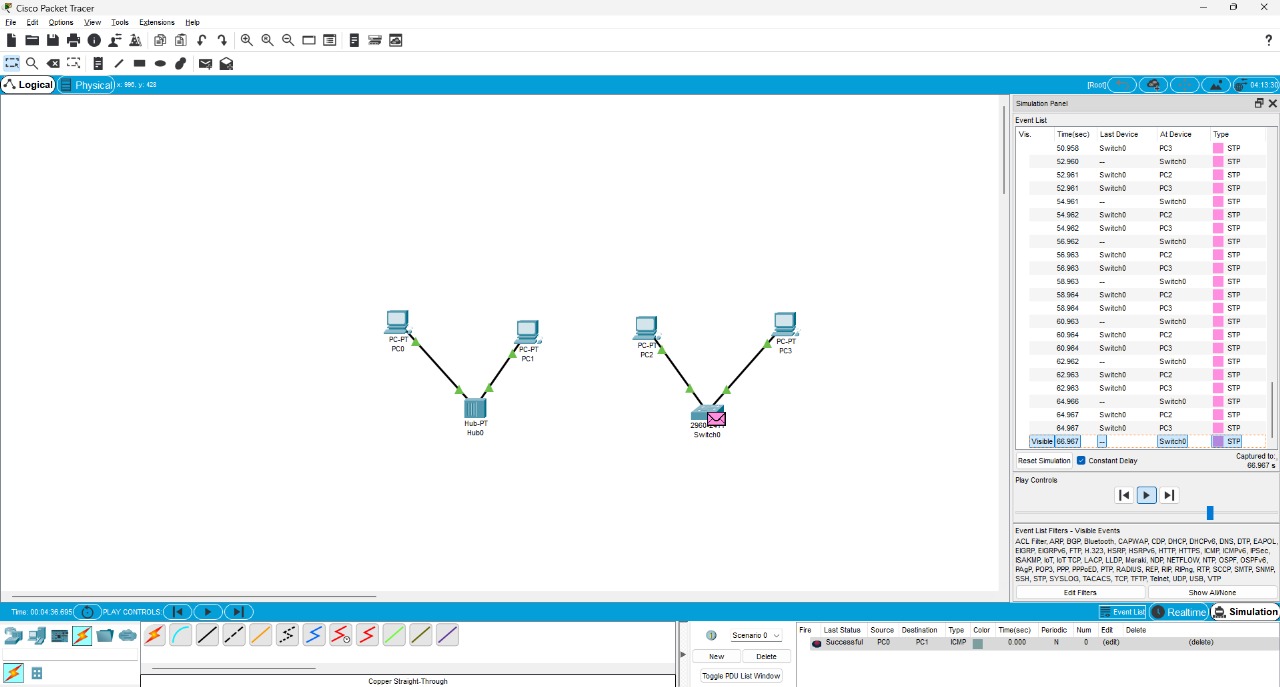 Cisco Packet Tracer
File Edit Options View Tools Extensions Help
?
Logical Physical x: 996, y: 423 [Root] 04:13:30
PC-PT
PC0
PC-PT
PC1
Hub-PT
Hub0
PC-PT
PC2
PC-PT
PC3
Switch0
Simulation Panel
Event List
Vis. Time(sec) Last Device At Device Type
50.958 Switch0 PC3 STP
52.960 -- Switch0 STP
52.961 Switch0 PC2 STP
52.961 Switch0 PC3 STP
54.961 -- Switch0 STP
54.962 Switch0 PC2 STP
54.962 Switch0 PC3 STP
56.962 -- Switch0 STP
56.963 Switch0 PC2 STP
56.963 Switch0 PC3 STP
58.963 -- Switch0 STP
58.964 Switch0 PC2 STP
58.964 Switch0 PC3 STP
60.963 -- Switch0 STP
60.964 Switch0 PC2 STP
60.964 Switch0 PC3 STP
62.962 -- Switch0 STP
62.963 Switch0 PC2 STP
62.963 Switch0 PC3 STP
64.966 -- Switch0 STP
64.967 Switch0 PC2 STP
64.967 Switch0 PC3 STP
Visible 66.967 -- Switch0 STP
Reset Simulation Constant Delay Captured to:
66.967 s
Play Controls
Event List Filters - Visible Events
ACL Filter, ARP, BGP, Bluetooth, CAPWAP, CDP, DHCP, DHCPv6, DNS, DTP, EAPOL,
EIGRP, EIGRPv6, FTP, H.323, HSRP, HSRPv6, HTTP, HTTPS, ICMP, ICMPv6, IPSec,
ISAKMP, IoT, IoT TCP, LACP, LLDP, Meraki, NDP, NETFLOW, NTP, OSPF, OSPFv6,
PAgP, POP3, PPP, PPPoED, PTP, RADIUS, REP, RIP, RIPng, RTP, SCCP, SMTP, SNMP,
SSH, STP, SYSLOG, TACACS, TCP, TFTP, Telnet, UDP, USB, VTP
Edit Filters Show All/None
Time: 00:04:36.695 PLAY CONTROLS: Event List Realtime Simulation
Scenario 0
New Delete
Toggle PDU List Window
Fire Last Status Source Destination Type Color Time(sec) Periodic Num Edit Delete
Successful PC0 PC1 ICMP 0.000 N 0 (edit) (delete)
Copper Straight-Through